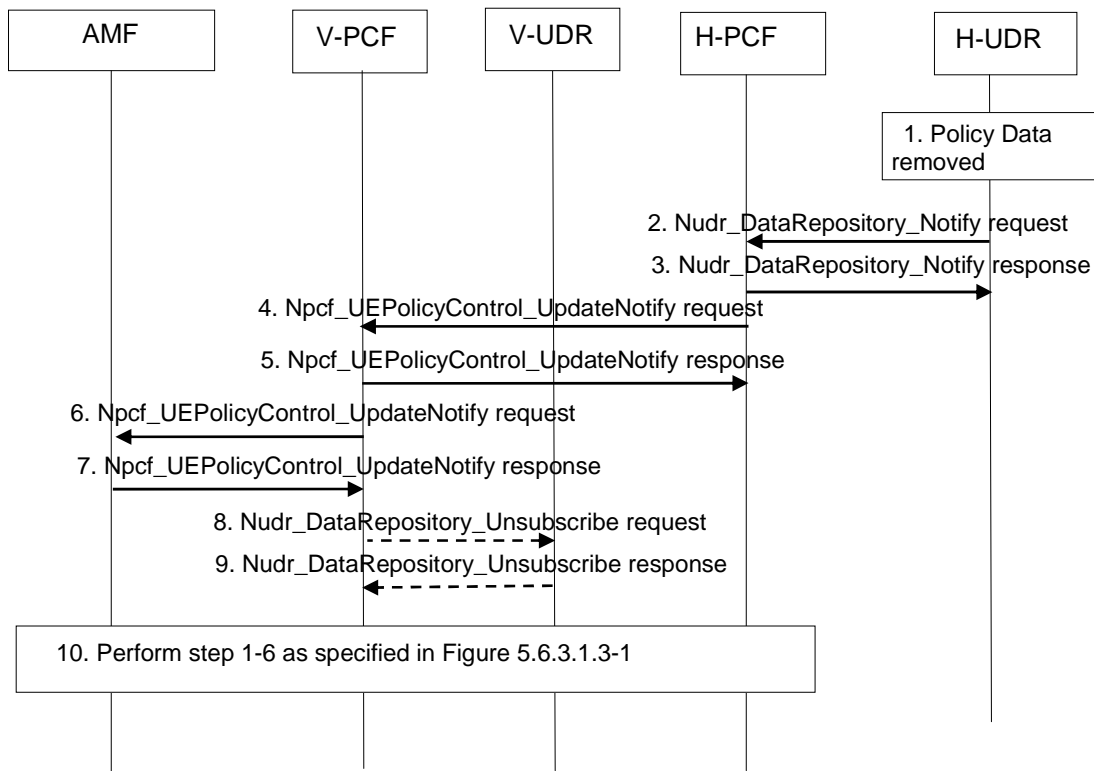 AMF
V-PCF
V-UDR
H-PCF
H-UDR
1. Policy Data
removed
2. Nudr_DataRepository_Notify request
3. Nudr_DataRepository_Notify response
4. Npcf_UEPolicyControl_UpdateNotify request
5. Npcf_UEPolicyControl_UpdateNotify response
6. Npcf_UEPolicyControl_UpdateNotify request
7. Npcf_UEPolicyControl_UpdateNotify response
8. Nudr_DataRepository_Unsubscribe request
9. Nudr_DataRepository_Unsubscribe response
10. Perform step 1-6 as specified in Figure 5.6.3.1.3-1